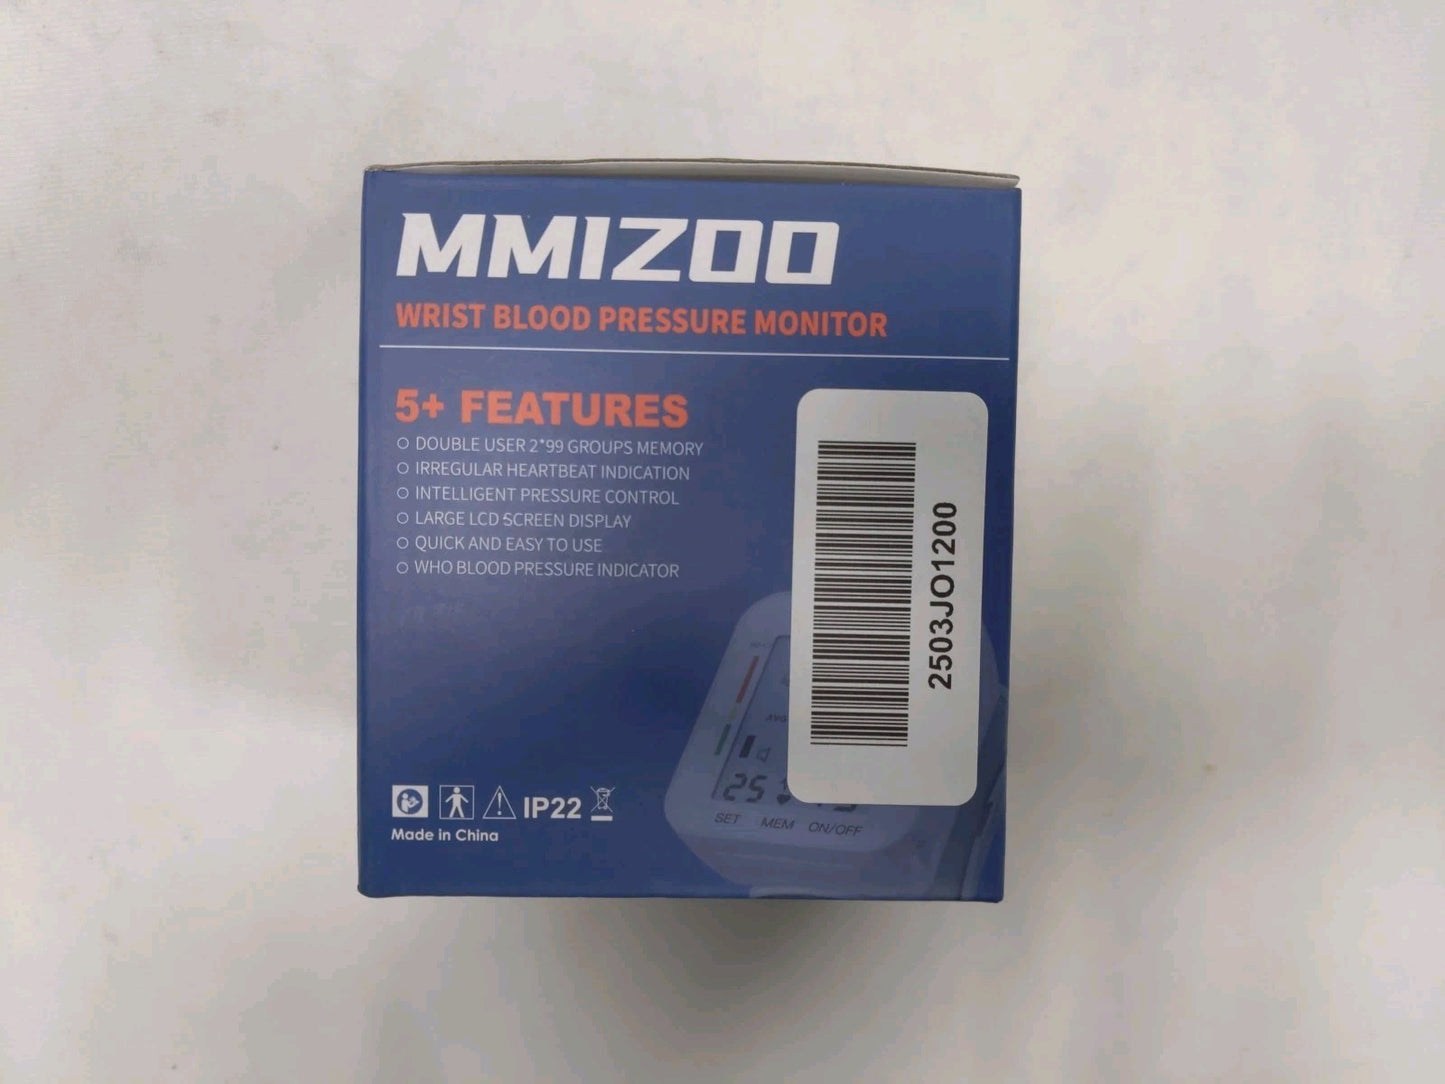 MMIZOO
WRIST BLOOD PRESSURE MONITOR
5+ FEATURES
DOUBLE USER 2*99 GROUPS MEMORY
IRREGULAR HEARTBEAT INDICATION
INTELLIGENT PRESSURE CONTROL
LARGE LCD SCREEN DISPLAY
QUICK AND EASY TO USE
WHO BLOOD PRESSURE INDICATOR
2503JO1200
AVG
25
SET MEM ON/OFF
IP22
Made in China